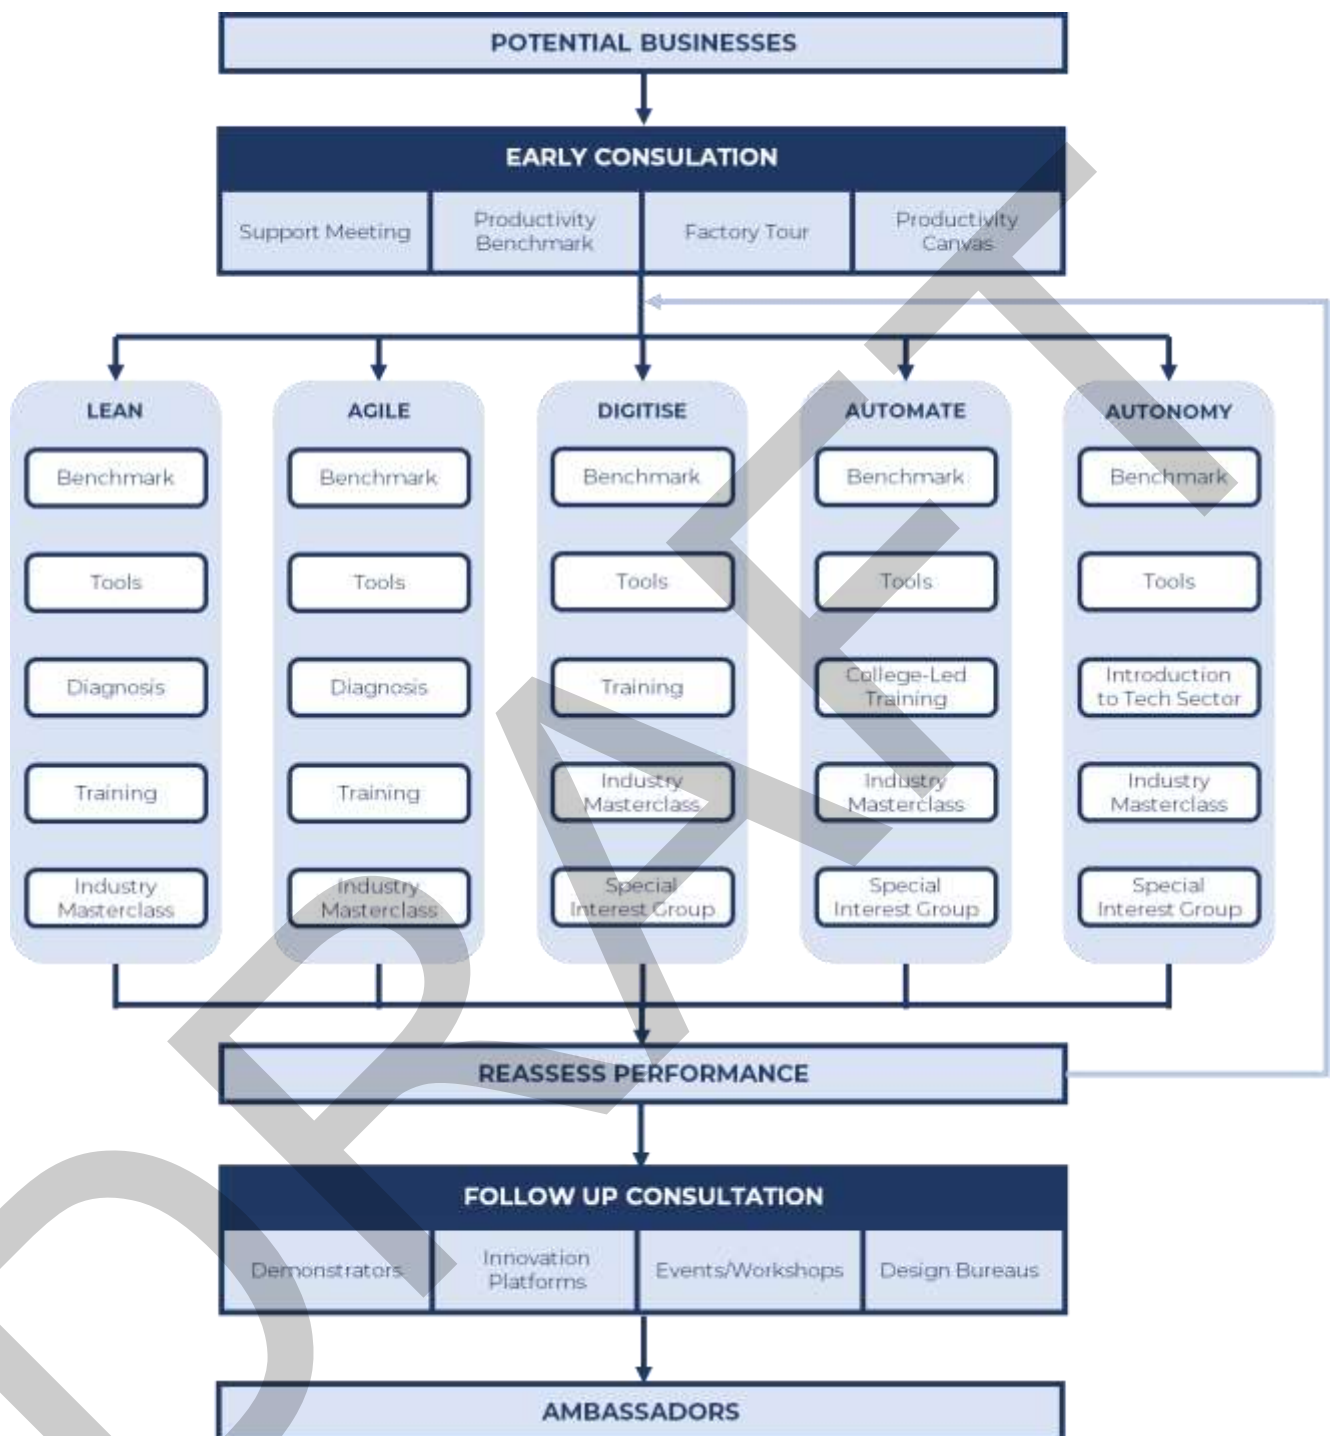 POTENTIAL BUSINESSES
EARLY CONSULATION
Support Meeting
Productivity
Benchmark
Factory Tour
Productivity
Canvas
LEAN
Benchmark
Tools
Diagnosis
Training
Industry
Masterclass
AGILE
Benchmark
Tools
Diagnosis
Training
Industry
Masterclass
DIGITISE
Benchmark
Tools
Training
Industry
Masterclass
Special
Interest Group
AUTOMATE
Benchmark
Tools
College-Led
Training
Industry
Masterclass
Special
Interest Group
AUTONOMY
Benchmark
Tools
Introduction
to Tech Sector
Industry
Masterclass
Special
Interest Group
REASSESS PERFORMANCE
FOLLOW UP CONSULTATION
Demonstrators
Innovation
Platforms
Events/Workshops
Design Bureaus
AMBASSADORS
DRAFT